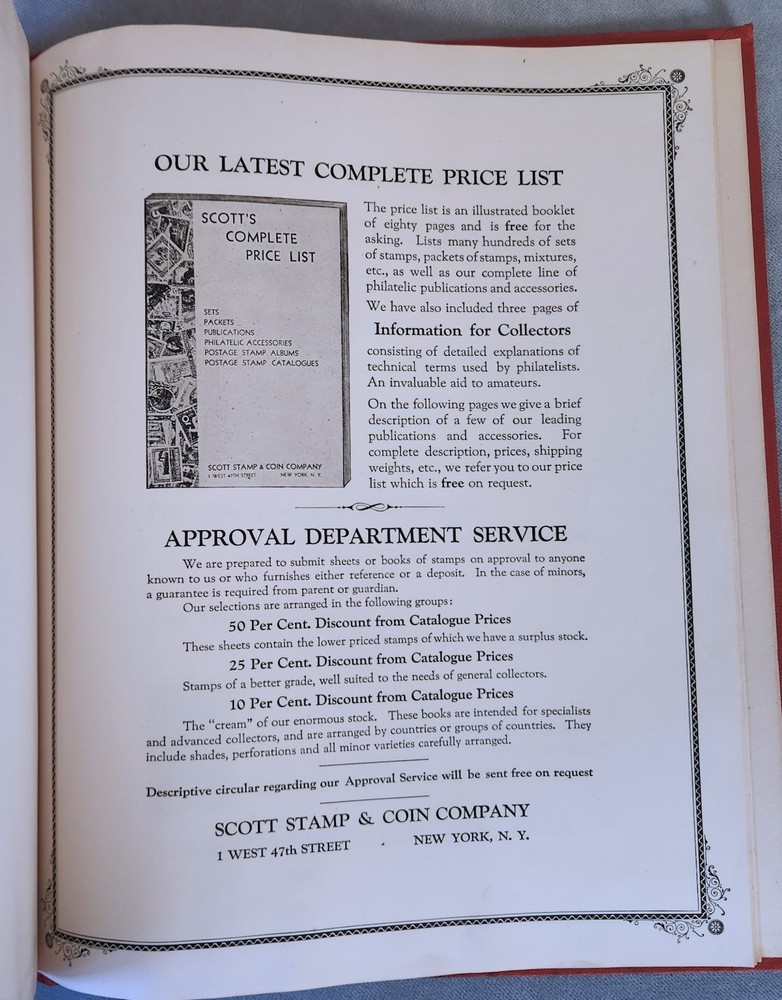 OUR LATEST COMPLETE PRICE LIST
SCOTT'S
COMPLETE
PRICE LIST
SETS
PACKETS
PUBLICATIONS
PHILATELIC ACCESSORIES
POSTAGE STAMP ALBUMS
POSTAGE STAMP CATALOGUES
SCOTT STAMP & COIN COMPANY
1 WEST 47TH STREET NEW YORK, N. Y.
The price list is an illustrated booklet
of eighty pages and is free for the
asking. Lists many hundreds of sets
of stamps, packets of stamps, mixtures,
etc., as well as our complete line of
philatelic publications and accessories.
We have also included three pages of
Information for Collectors
consisting of detailed explanations of
technical terms used by philatelists.
An invaluable aid to amateurs.
On the following pages we give a brief
description of a few of our leading
publications and accessories. For
complete description, prices, shipping
weights, etc., we refer you to our price
list which is free on request.
APPROVAL DEPARTMENT SERVICE
We are prepared to submit sheets or books of stamps on approval to anyone
known to us or who furnishes either reference or a deposit. In the case of minors,
a guarantee is required from parent or guardian.
Our selections are arranged in the following groups:
50 Per Cent. Discount from Catalogue Prices
These sheets contain the lower priced stamps of which we have a surplus stock.
25 Per Cent. Discount from Catalogue Prices
Stamps of a better grade, well suited to the needs of general collectors.
10 Per Cent. Discount from Catalogue Prices
The "cream" of our enormous stock. These books are intended for specialists
and advanced collectors, and are arranged by countries or groups of countries. They
include shades, perforations and all minor varieties carefully arranged.
Descriptive circular regarding our Approval Service will be sent free on request
SCOTT STAMP & COIN COMPANY
1 WEST 47th STREET - NEW YORK, N. Y.